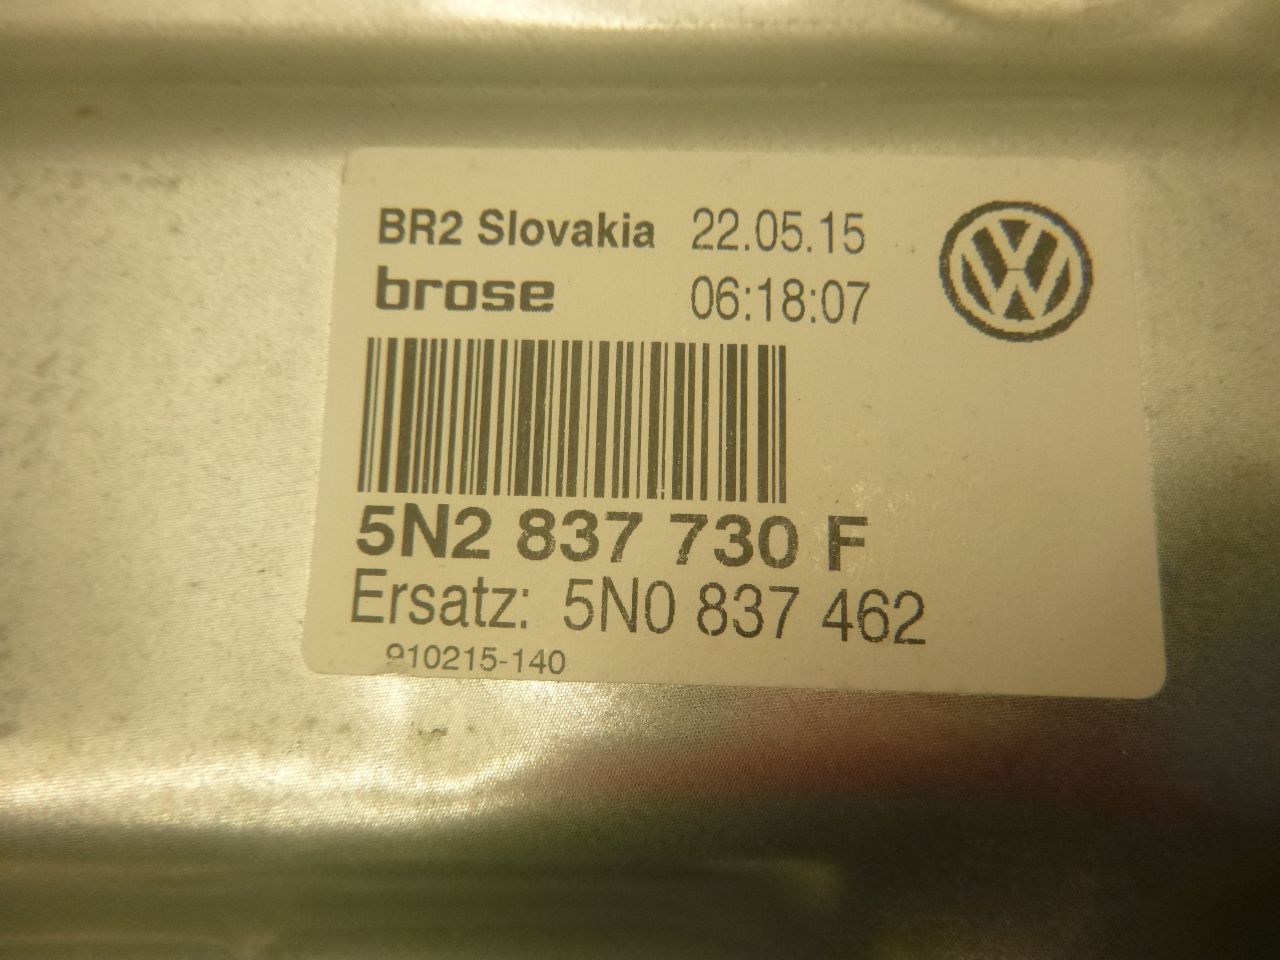 BR2 Slovakia 22.05.15
brose 06:18:07
5N2 837 730 F
Ersatz: 5N0 837 462
910215-140